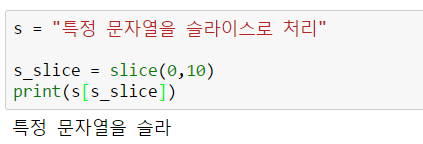 s = "특정 문자열을 슬라이스로 처리"
s_slice = slice(0,10)
print(s[s_slice])
특정 문자열을 슬라